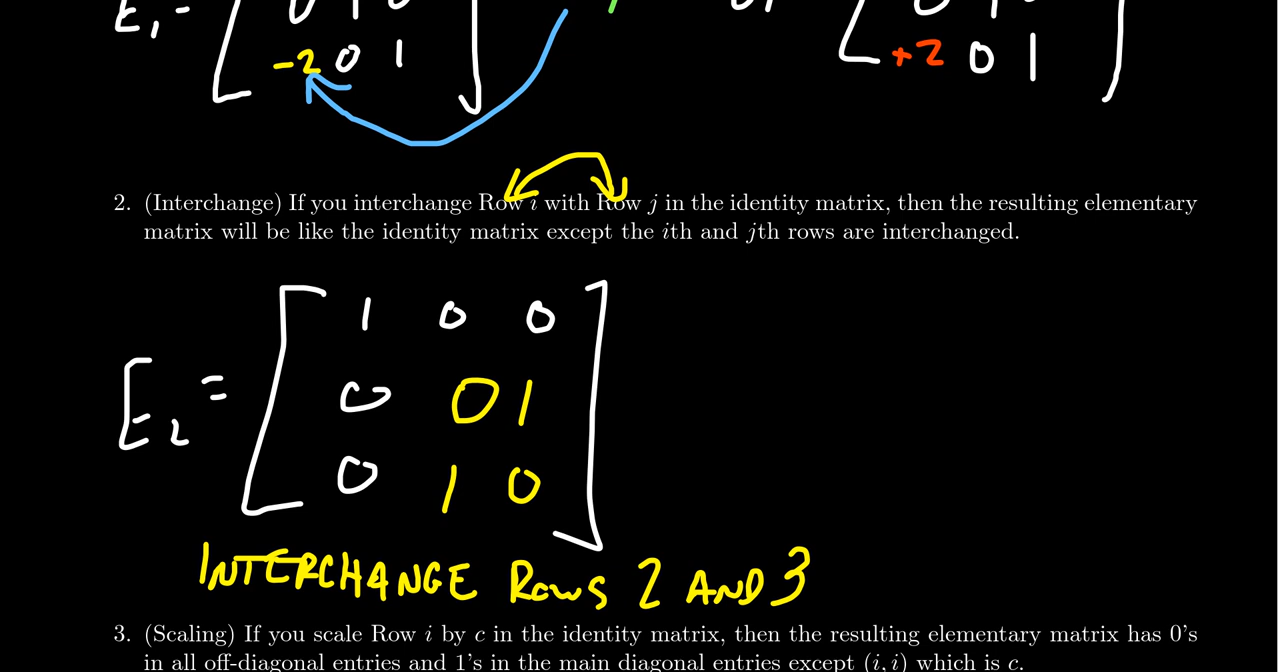 E₁ =
-2 0 1
+2 0 1
2. (Interchange) If you interchange Row i with Row j in the identity matrix, then the resulting elementary
matrix will be like the identity matrix except the ith and jth rows are interchanged.
1 0 0
E₂ = 0 0 1
0 1 0
INTERCHANGE ROWS 2 AND 3
3. (Scaling) If you scale Row i by c in the identity matrix, then the resulting elementary matrix has 0's
in all off-diagonal entries and 1's in the main diagonal entries except (i, i) which is c.